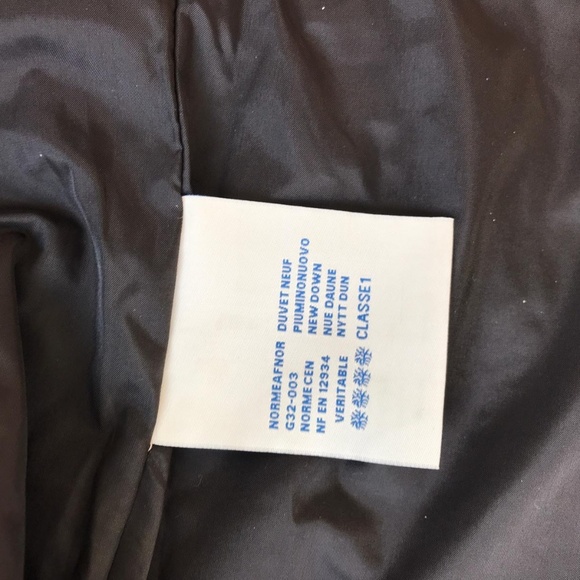 NORMEAFNOR DUVET NEUF
G32-003 PIUMINONUOVO
NORMECEN NEW DOWN
NF EN 12934 NUE DAUNE
VERITABLE NYTT DUN
CLASSE1